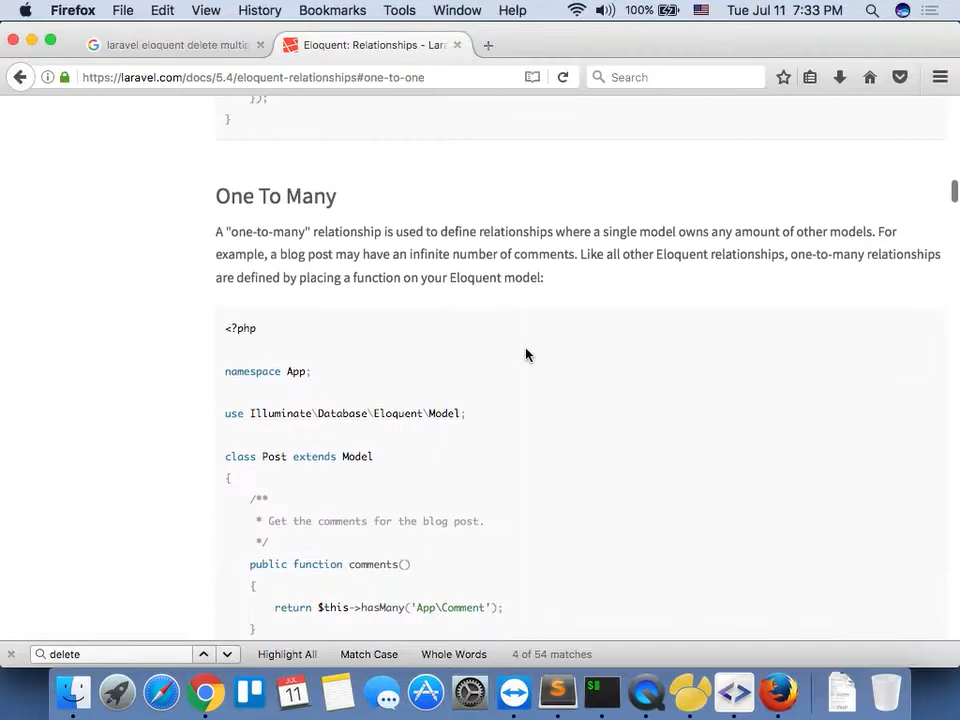 Firefox File Edit View History Bookmarks Tools Window Help 100% Tue Jul 11 7:33 PM
laravel eloquent delete multip
Eloquent: Relationships - Lar
https://laravel.com/docs/5.4/eloquent-relationships#one-to-one
Search
});
}
One To Many
A "one-to-many" relationship is used to define relationships where a single model owns any amount of other models. For
example, a blog post may have an infinite number of comments. Like all other Eloquent relationships, one-to-many relationships
are defined by placing a function on your Eloquent model:
<?php
namespace App;
use Illuminate\Database\Eloquent\Model;
class Post extends Model
{
/**
* Get the comments for the blog post.
*/
public function comments()
{
return $this->hasMany('App\Comment');
}
delete
Highlight All Match Case Whole Words 4 of 54 matches
11